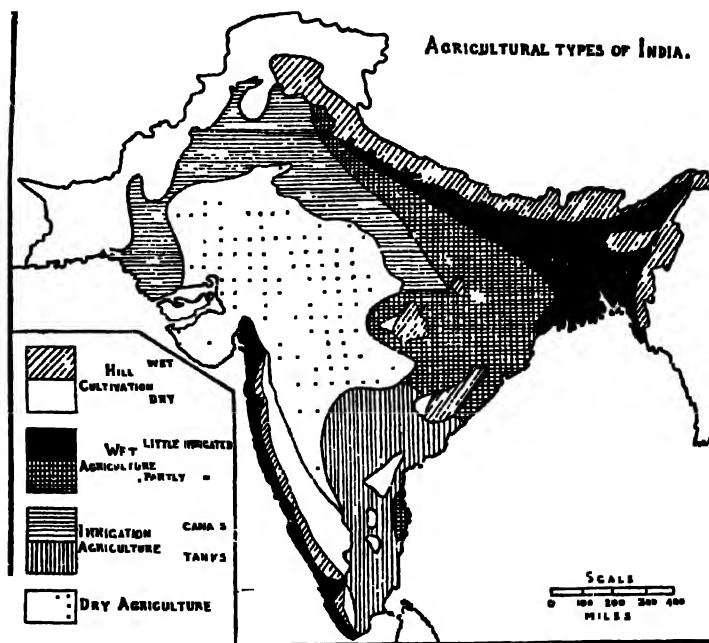 AGRICULTURAL TYPES OF INDIA.
HILL WET
CULTIVATION DRY
WET LITTLE IRRIGATED
AGRICULTURE, PARTLY "
IRRIGATION CANALS
AGRICULTURE TANKS
DRY AGRICULTURE
SCALE
0 100 200 300 400
MILES